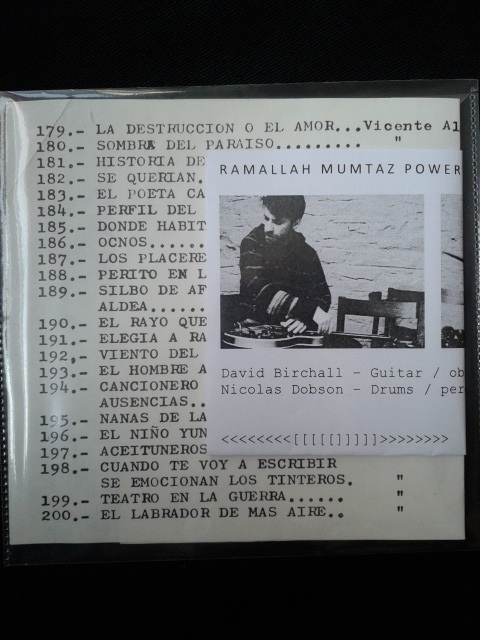 179.- LA DESTRUCCION O EL AMOR...Vicente Al
180.- SOMBRA DEL PARAISO......... "
181.- HISTORIA DE
182.- SE QUERIAN.
183.- EL POETA CA
184.- PERFIL DEL
185.- DONDE HABIT
186.- OCNOS......
187.- LOS PLACERE
188.- PERITO EN L
189.- SILBO DE AF
ALDEA......
190.- EL RAYO QUE
191.- ELEGIA A RA
192,- VIENTO DEL
193.- EL HOMBRE A
194.- CANCIONERO
AUSENCIAS..
195.- NANAS DE LA
196.- EL NIÑO YUN
197.- ACEITUNEROS
198.- CUANDO TE VOY A ESCRIBIR
SE EMOCIONAN LOS TINTEROS. "
199.- TEATRO EN LA GUERRA...... "
200.- EL LABRADOR DE MAS AIRE.. "
RAMALLAH MUMTAZ POWER
David Birchall - Guitar / ob
Nicolas Dobson - Drums / per
<<<<<<<<<[[[[[]]]]]>>>>>>>>>